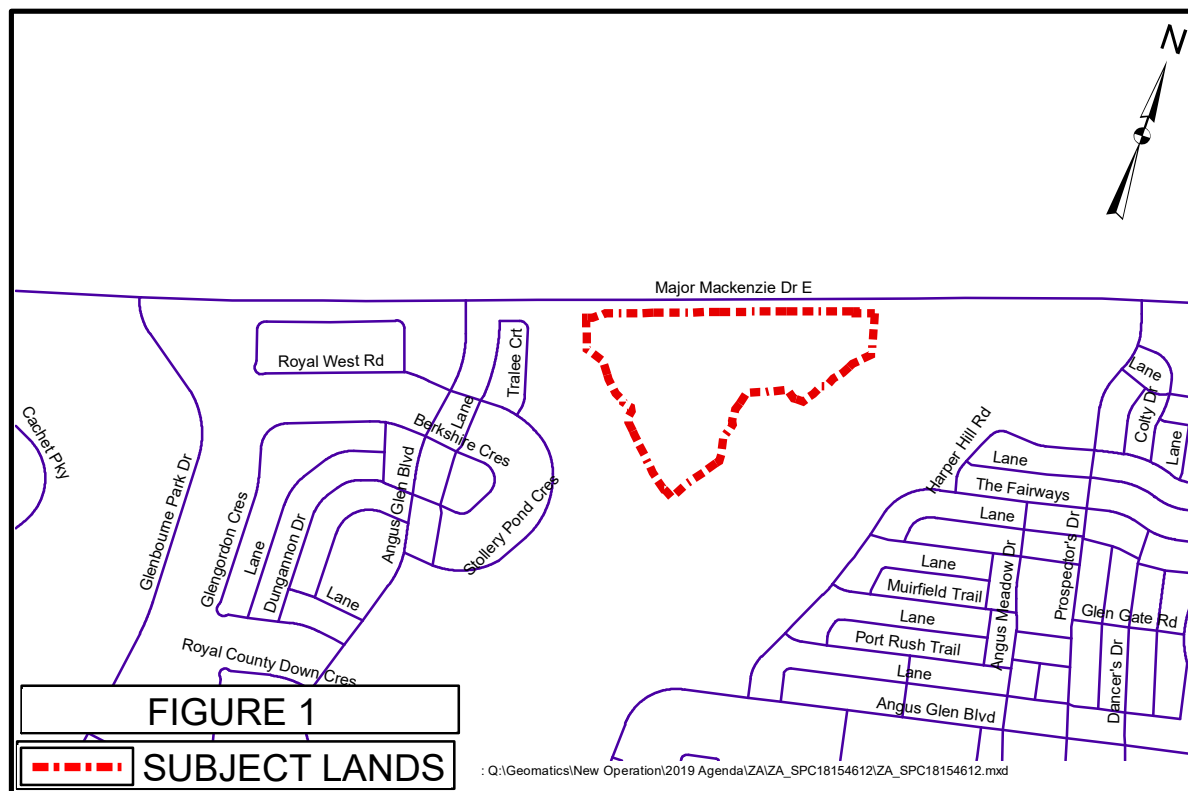 N
Major Mackenzie Dr E
Royal West Rd
Tralee Crt
Lane
Lane
Colty Dr
Lane
Cachet Pky
Berkshire Cres
Harper Hill Rd
Lane
The Fairways
Glenbourne Park Dr
Angus Glen Blvd
Stollery Pond Cres
Lane
Glengordon Cres
Lane
Dungannon Dr
Lane
Angus Meadow Dr
Prospector's Dr
Lane
Muirfield Trail
Lane
Glen Gate Rd
Port Rush Trail
Royal County Down Cres
Lane
Dancer's Dr
Angus Glen Blvd
FIGURE 1
SUBJECT LANDS
: Q:\Geomatics\New Operation\2019 Agenda\ZA\ZA_SPC18154612\ZA_SPC18154612.mxd